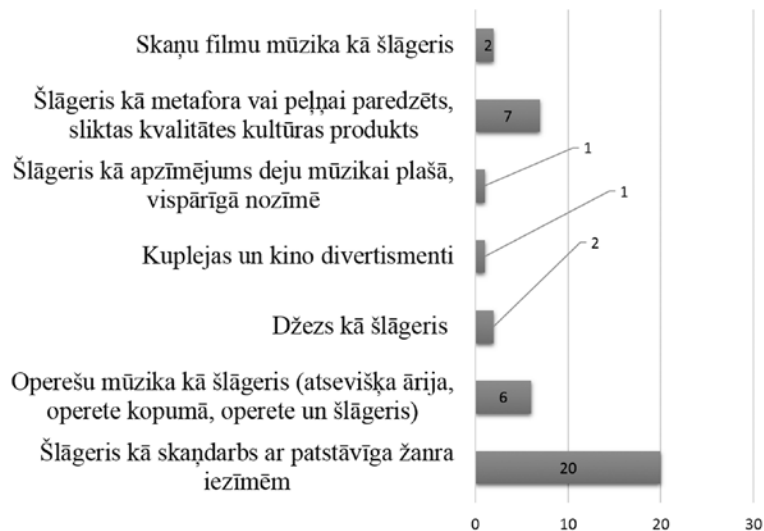 Skaņu filmu mūzika kā šlāgeris
2
Šlāgeris kā metafora vai peļņai paredzēts,
sliktas kvalitātes kultūras produkts
7
Šlāgeris kā apzīmējums deju mūzikai plašā,
vispārīgā nozīmē
1
Kuplejas un kino divertismenti
1
Džezs kā šlāgeris
2
Operešu mūzika kā šlāgeris (atsevišķa ārija,
operete kopumā, operete un šlāgeris)
6
Šlāgeris kā skaņdarbs ar patstāvīga žanra
iezīmēm
20
0 10 20 30